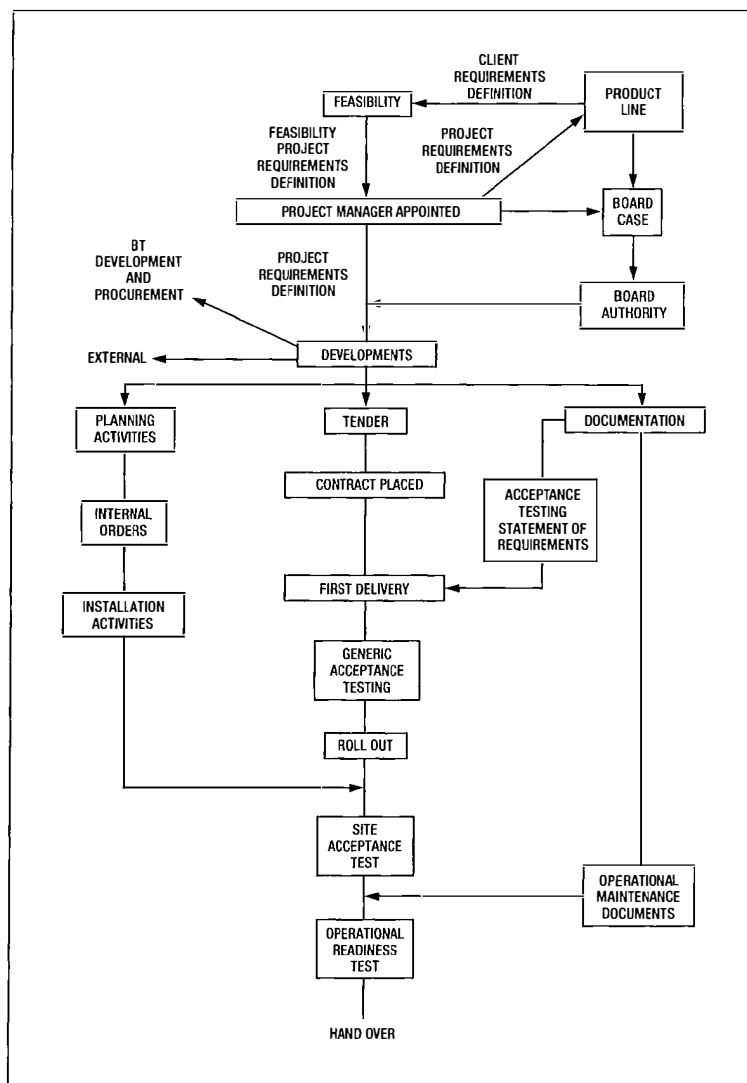 CLIENT
REQUIREMENTS
DEFINITION
PRODUCT
LINE
FEASIBILITY
FEASIBILITY
PROJECT
REQUIREMENTS
DEFINITION
PROJECT
REQUIREMENTS
DEFINITION
PROJECT MANAGER APPOINTED
BOARD
CASE
BT
DEVELOPMENT
AND
PROCUREMENT
PROJECT
REQUIREMENTS
DEFINITION
BOARD
AUTHORITY
EXTERNAL
DEVELOPMENTS
PLANNING
ACTIVITIES
TENDER
DOCUMENTATION
CONTRACT PLACED
INTERNAL
ORDERS
ACCEPTANCE
TESTING
STATEMENT OF
REQUIREMENTS
FIRST DELIVERY
INSTALLATION
ACTIVITIES
GENERIC
ACCEPTANCE
TESTING
ROLL OUT
SITE
ACCEPTANCE
TEST
OPERATIONAL
MAINTENANCE
DOCUMENTS
OPERATIONAL
READINESS
TEST
HAND OVER